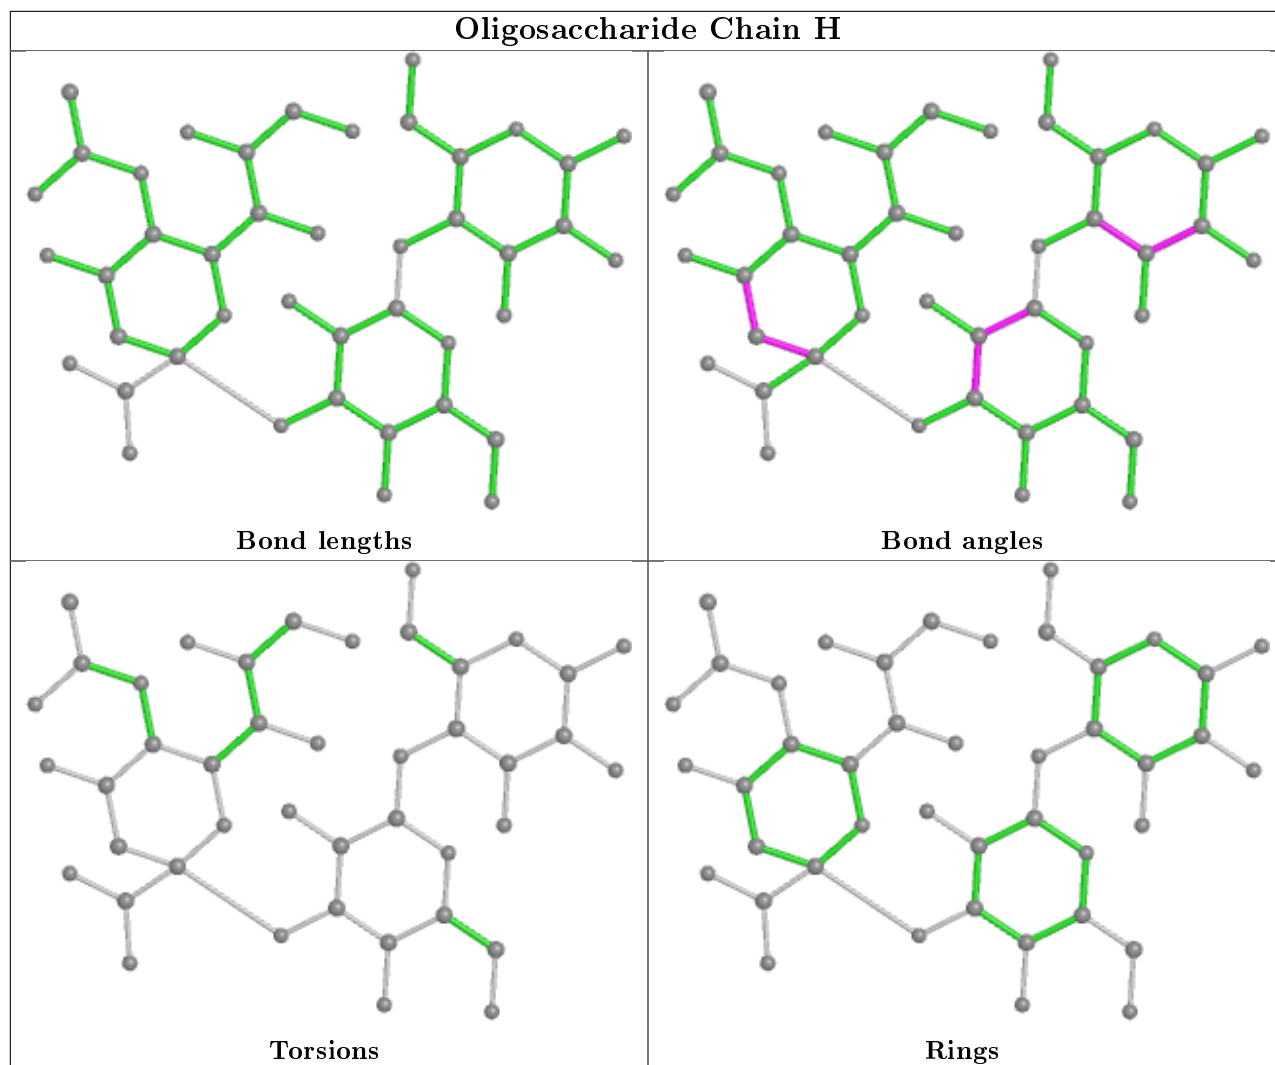 Oligosaccharide Chain H
Bond lengths
Bond angles
Torsions
Rings